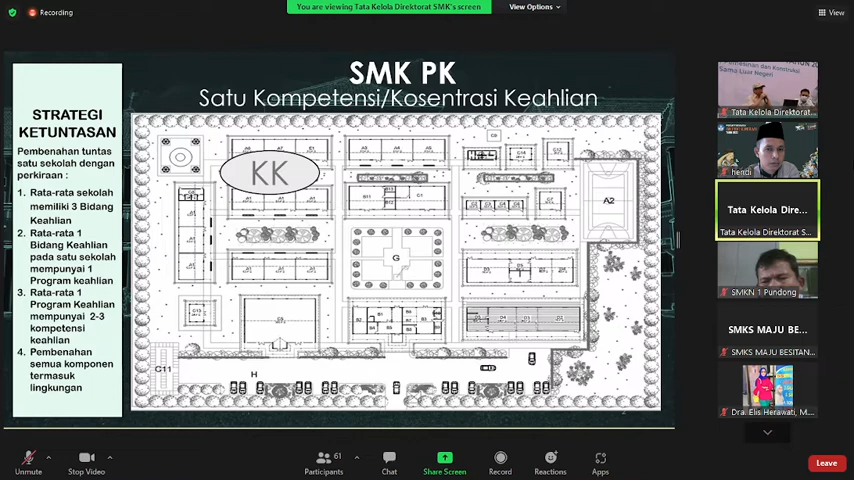 Recording
You are viewing Tata Kelola Direktorat SMK's screen
View Options
View
SMK PK
Satu Kompetensi/Kosentrasi Keahlian
STRATEGI
KETUNTASAN
Pembenahan tuntas
satu sekolah dengan
perkiraan :
1. Rata-rata sekolah
memiliki 3 Bidang
Keahlian
2. Rata-rata 1
Bidang Keahlian
pada satu sekolah
mempunyai 1
Program keahlian
3. Rata-rata 1
Program Keahlian
mempunyai 2-3
kompetensi
keahlian
4. Pembenahan
semua komponen
termasuk
lingkungan
KK
A2
G
H
C11
Sama Luar Negeri
Tata Kelola Direktorat...
hendi
Tata Kelola Dire...
Tata Kelola Direktorat S...
SMKN 1 Pundong
SMKS MAJU BE...
SMKS MAJU BESITAN...
Dra. Elis Herawati, M...
Unmute
Stop Video
Participants
61
Chat
Share Screen
Record
Reactions
Apps
Leave